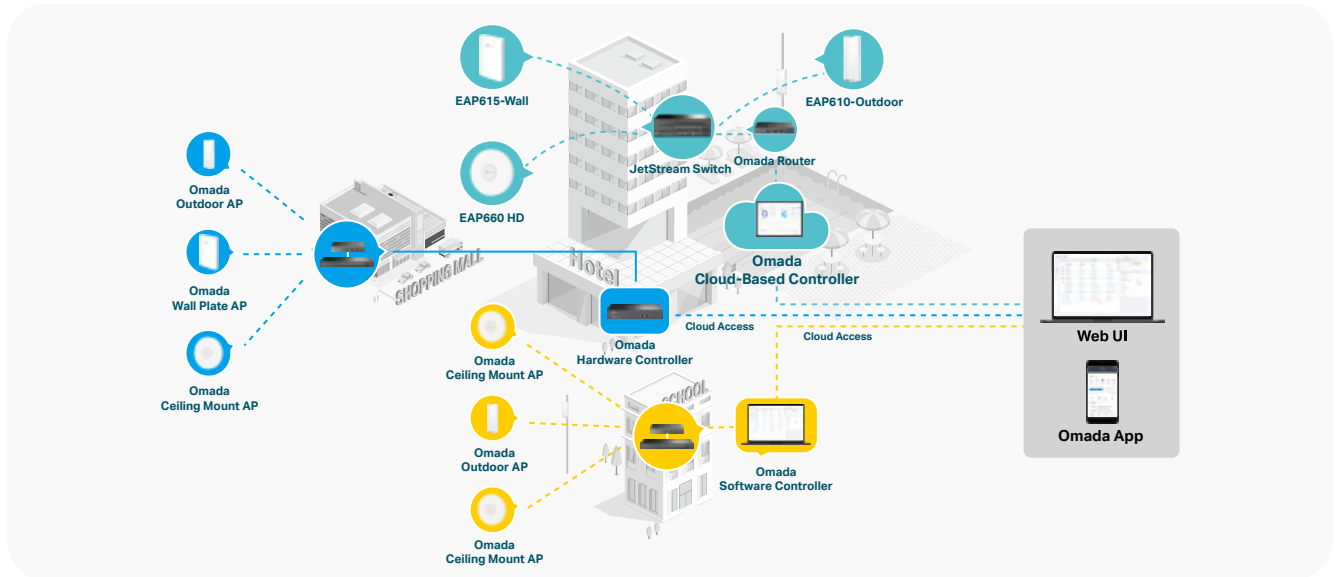 EAP615-Wall
EAP610-Outdoor
JetStream Switch
Omada Router
EAP660 HD
Omada
Outdoor AP
Omada
Wall Plate AP
Omada
Ceiling Mount AP
SHOPPING MALL
Hotel
Omada
Cloud-Based Controller
Omada
Hardware Controller
Cloud Access
Cloud Access
Web UI
Omada App
Omada
Ceiling Mount AP
SCHOOL
Omada
Outdoor AP
Omada
Software Controller
Omada
Ceiling Mount AP